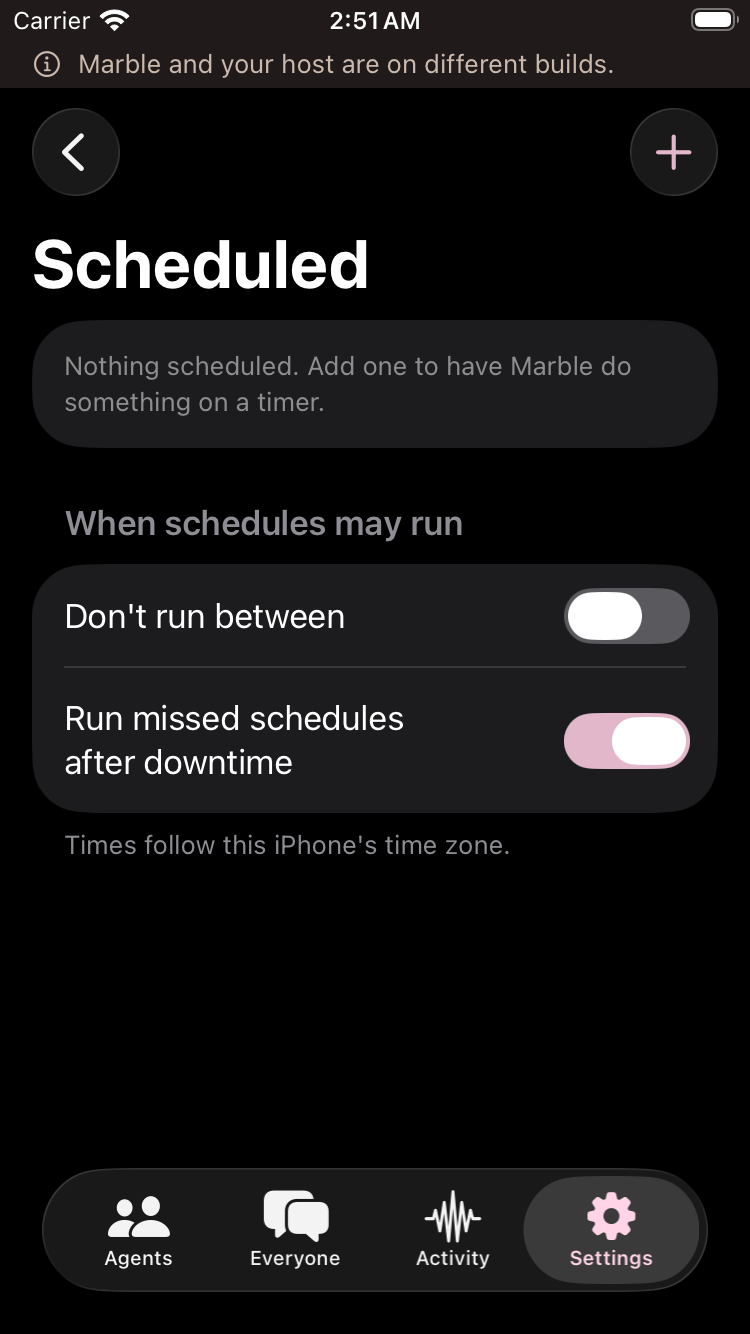 Carrier 2:51 AM
Marble and your host are on different builds.
Scheduled
Nothing scheduled. Add one to have Marble do
something on a timer.
When schedules may run
Don't run between
Run missed schedules
after downtime
Times follow this iPhone's time zone.
Agents Everyone Activity Settings